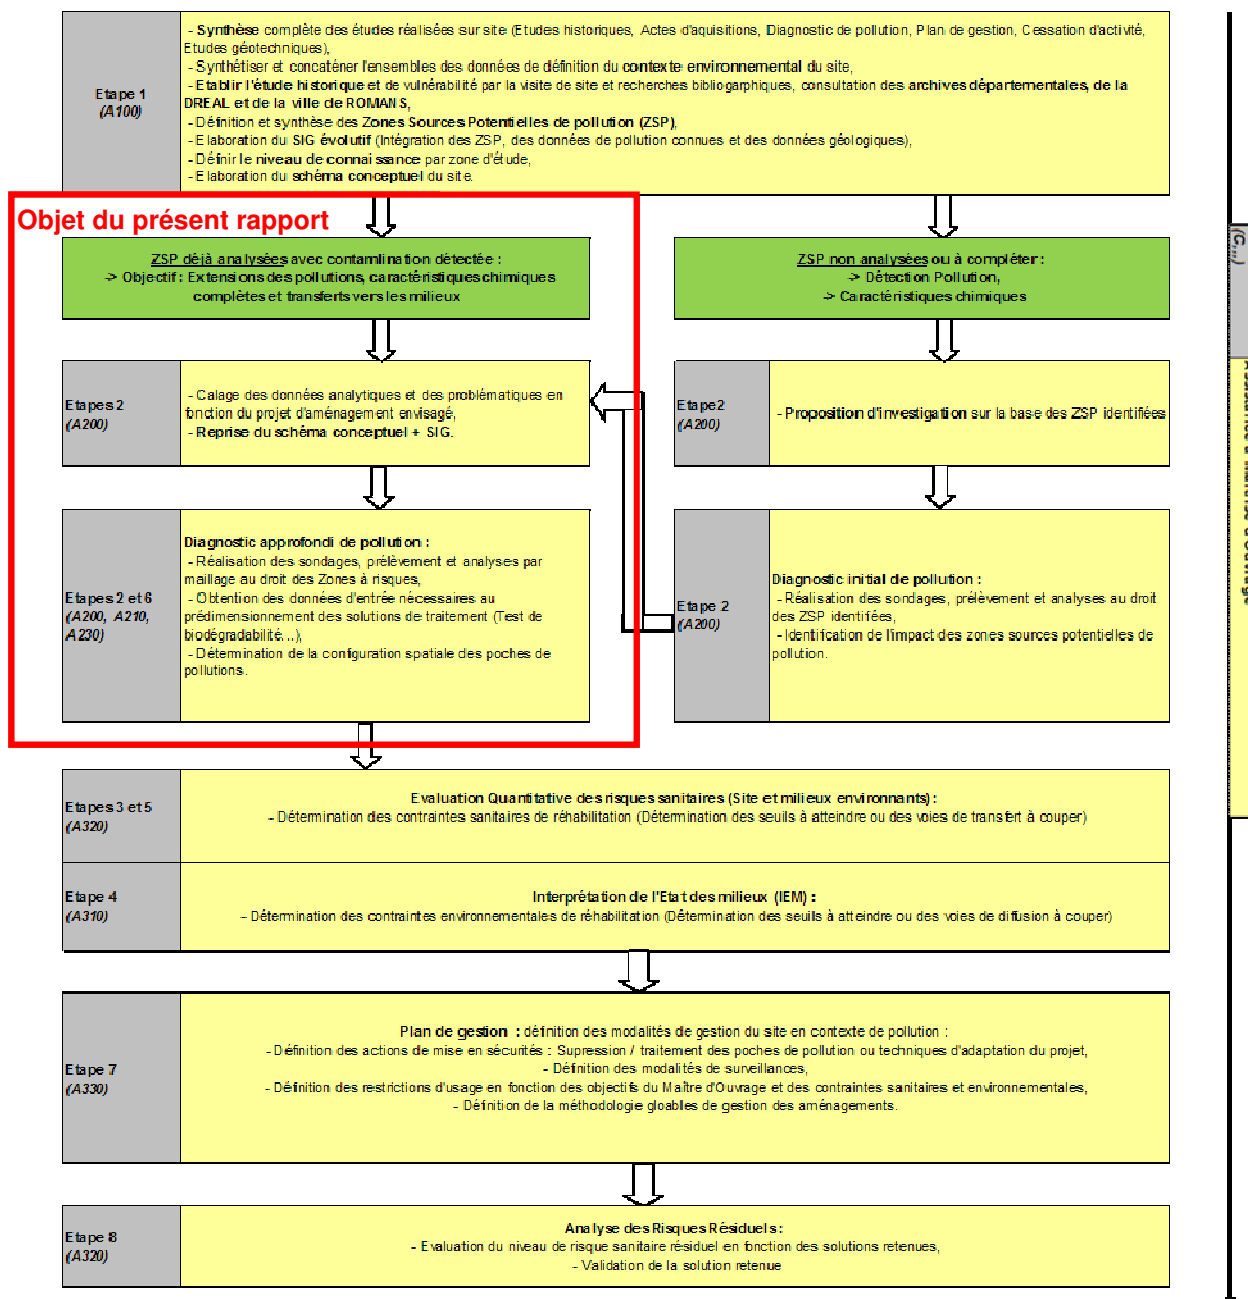 - Synthèse complète des études réalisées sur site (Etudes historiques, Actes d'aquisitions, Diagnostic de pollution, Plan de gestion, Cessation d'activité,
Etudes géotechniques),
- Synthétiser et concaténer l'ensembles des données de définition du contexte environnemental du site,
- Etablir l'étude historique et de vulnérabilité par la visite de site et recherches bibliogarphiques, consultation des archives départementales, de la
DREAL et de la ville de ROMANS,
- Définition et synthèse des Zones Sources Potentielles de pollution (ZSP),
- Elaboration du SIG évolutif (Intégration des ZSP, des données de pollution connues et des données géologiques),
- Définir le niveau de connaissance par zone d'étude,
- Elaboration du schéma conceptuel du site.
Etape 1
(A100)
Objet du présent rapport
ZSP déjà analysées avec contamlination détectée :
-> Objectif : Extensions des pollutions, caractéristiques chimiques
complètes et transferts vers les milieux
ZSP non analysées ou à compléter :
-> Détection Pollution,
-> Caractéristiques chimiques
Etapes 2
(A200)
- Calage des données analytiques et des problématiques en
fonction du projet d'aménagement envisagé,
- Reprise du schéma conceptuel + SIG.
Etape2
(A200)
- Proposition d'investigation sur la base des ZSP identifiées
Etapes 2 et 6
(A200, A210,
A230)
Diagnostic approfondi de pollution :
- Réalisation des sondages, prélèvement et analyses par
maillage au droit des Zones à risques,
- Obtention des données d'entrée nécessaires au
prédimensionnement des solutions de traitement (Test de
biodégradabilité...),
- Détermination de la configuration spatiale des poches de
pollutions.
Etape 2
(A200)
Diagnostic initial de pollution :
- Réalisation des sondages, prélèvement et analyses au droit
des ZSP identifiées,
- Identifcation de l'impact des zones sources potentielles de
pollution.
Etapes 3 et 5
(A320)
Evaluation Quantitative des risques sanitaires (Site et milieux environnants) :
- Détermination des contraintes sanitaires de réhabilitation (Détermination des seuils à atteindre ou des voies de transfert à couper)
Etape 4
(A310)
Interprétation de l'Etat des milieux (IEM) :
- Détermination des contraintes environnementales de réhabilitation (Détermination des seuils à atteindre ou des voies de diffusion à couper)
Etape 7
(A330)
Plan de gestion : définition des modalités de gestion du site en contexte de pollution :
- Définition des actions de mise en sécurités : Supression / traitement des poches de pollution ou techniques d'adaptation du projet,
- Définition des modalités de surveillances,
- Définition des restrictions d'usage en fonction des objectifs du Maître d'Ouvrage et des contraintes sanitaires et environnementales,
- Définition de la méthodologie gloables de gestion des aménagements.
Etape 8
(A320)
Analyse des Risques Résiduels :
- Evaluation du niveau de risque sanitaire résiduel en fonction des solutions retenues,
- Validation de la solution retenue
(G...)